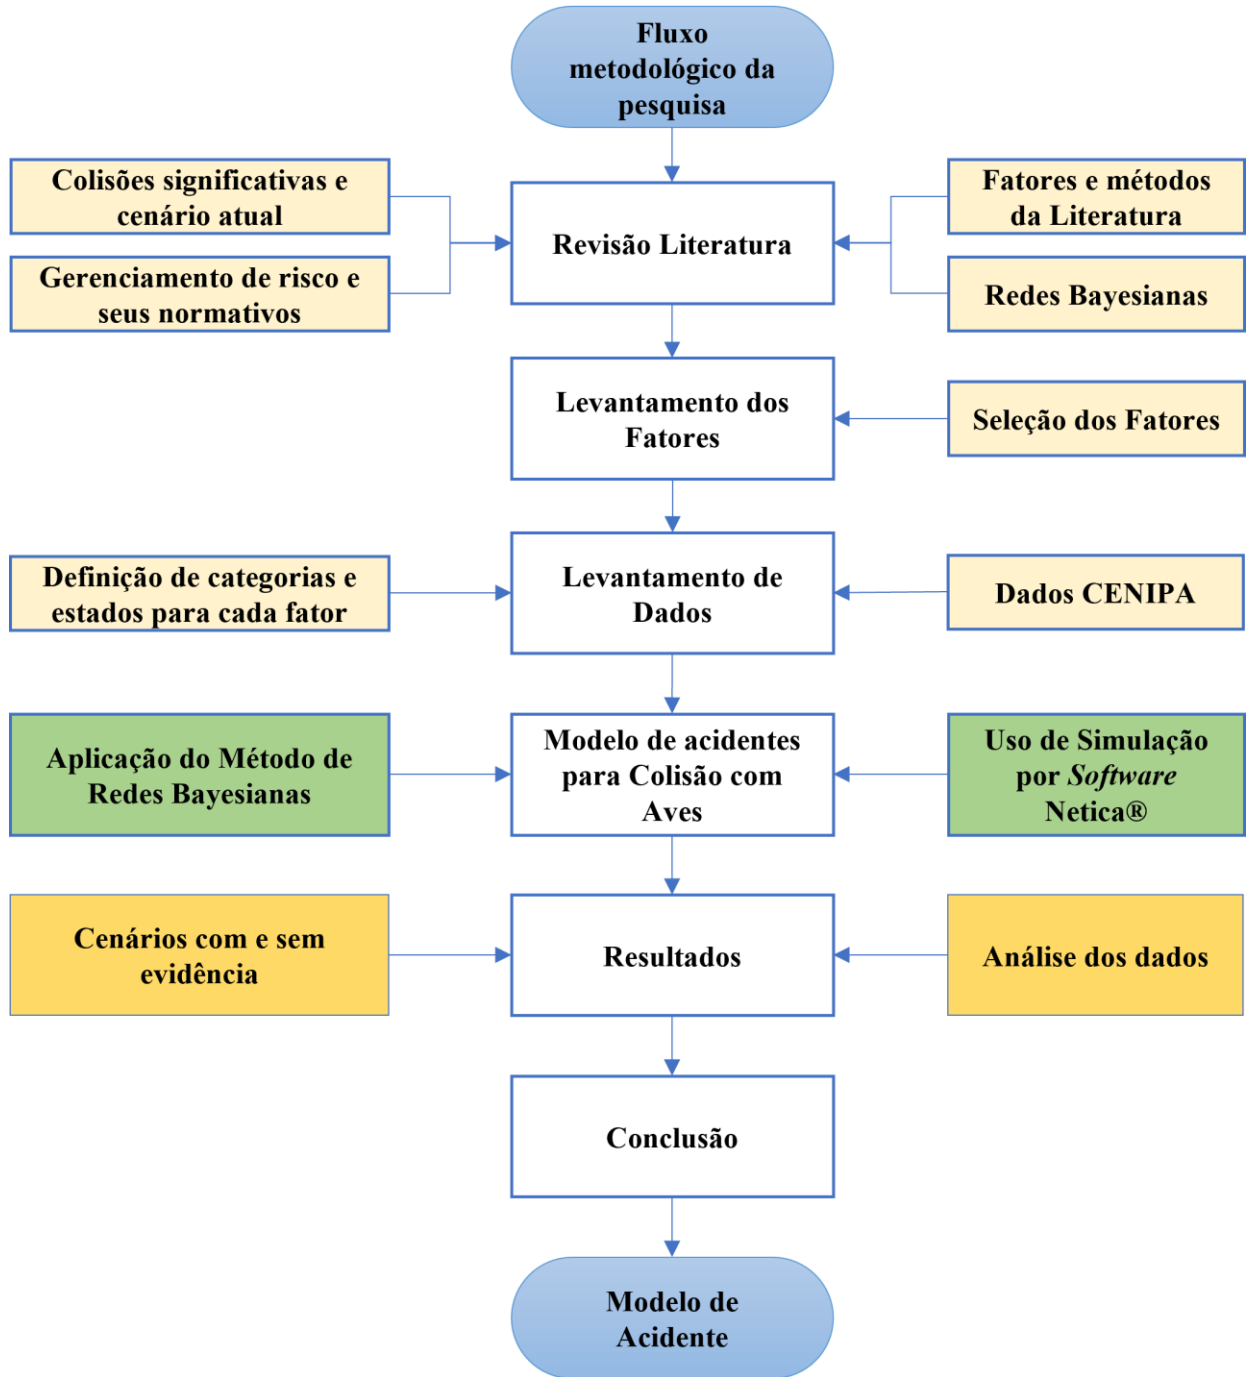 Fluxo
metodológico da
pesquisa
Colisões significativas e
cenário atual
Gerenciamento de risco e
seus normativos
Revisão Literatura
Fatores e métodos
da Literatura
Redes Bayesianas
Levantamento dos
Fatores
Seleção dos Fatores
Definição de categorias e
estados para cada fator
Levantamento de
Dados
Dados CENIPA
Aplicação do Método de
Redes Bayesianas
Modelo de acidentes
para Colisão com
Aves
Uso de Simulação
por Software
Netica®
Cenários com e sem
evidência
Resultados
Análise dos dados
Conclusão
Modelo de
Acidente